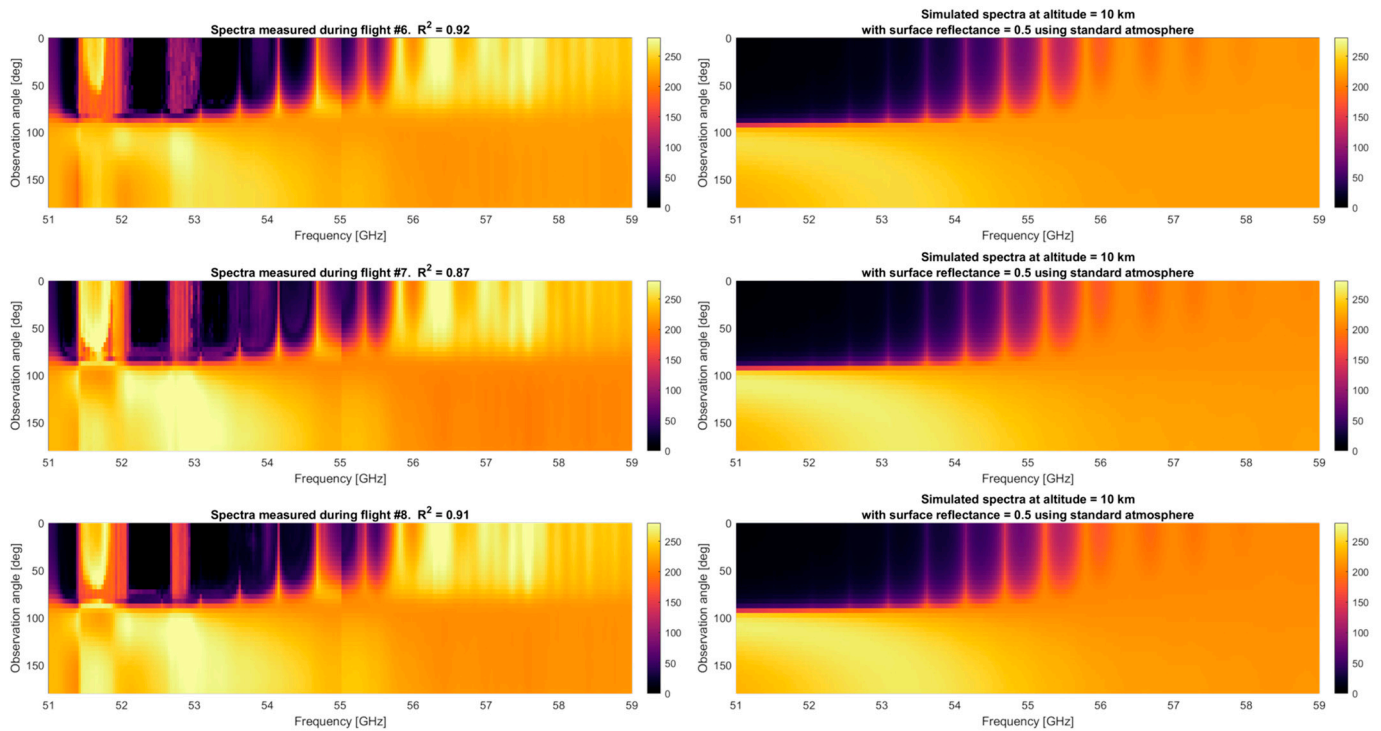 Spectra measured during flight #6. R² = 0.92
0
50
100
150
51 52 53 54 55 56 57 58 59
250
200
150
100
50
0
Observation angle [deg]
Frequency [GHz]
Simulated spectra at altitude = 10 km
with surface reflectance = 0.5 using standard atmosphere
0
50
100
150
51 52 53 54 55 56 57 58 59
250
200
150
100
50
0
Observation angle [deg]
Frequency [GHz]
Spectra measured during flight #7. R² = 0.87
0
50
100
150
51 52 53 54 55 56 57 58 59
250
200
150
100
50
0
Observation angle [deg]
Frequency [GHz]
Simulated spectra at altitude = 10 km
with surface reflectance = 0.5 using standard atmosphere
0
50
100
150
51 52 53 54 55 56 57 58 59
250
200
150
100
50
0
Observation angle [deg]
Frequency [GHz]
Spectra measured during flight #8. R² = 0.91
0
50
100
150
51 52 53 54 55 56 57 58 59
250
200
150
100
50
0
Observation angle [deg]
Frequency [GHz]
Simulated spectra at altitude = 10 km
with surface reflectance = 0.5 using standard atmosphere
0
50
100
150
51 52 53 54 55 56 57 58 59
250
200
150
100
50
0
Observation angle [deg]
Frequency [GHz]